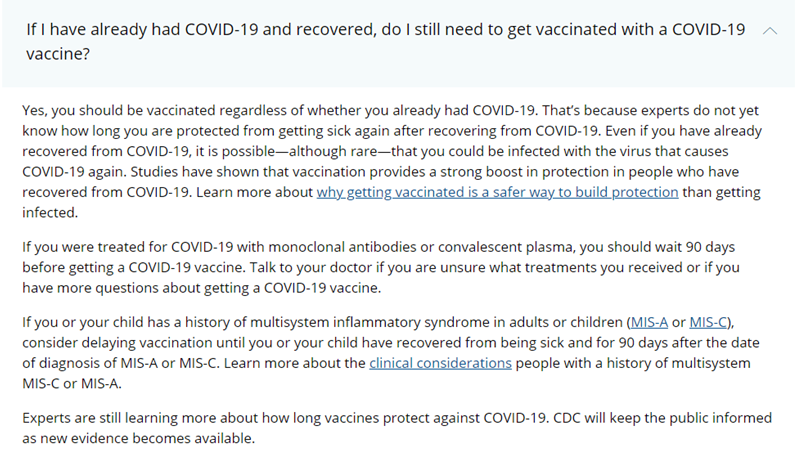 If I have already had COVID-19 and recovered, do I still need to get vaccinated with a COVID-19
vaccine?
Yes, you should be vaccinated regardless of whether you already had COVID-19. That’s because experts do not yet
know how long you are protected from getting sick again after recovering from COVID-19. Even if you have already
recovered from COVID-19, it is possible—although rare—that you could be infected with the virus that causes
COVID-19 again. Studies have shown that vaccination provides a strong boost in protection in people who have
recovered from COVID-19. Learn more about why getting vaccinated is a safer way to build protection than getting
infected.
If you were treated for COVID-19 with monoclonal antibodies or convalescent plasma, you should wait 90 days
before getting a COVID-19 vaccine. Talk to your doctor if you are unsure what treatments you received or if you
have more questions about getting a COVID-19 vaccine.
If you or your child has a history of multisystem inflammatory syndrome in adults or children (MIS-A or MIS-C),
consider delaying vaccination until you or your child have recovered from being sick and for 90 days after the date
of diagnosis of MIS-A or MIS-C. Learn more about the clinical considerations people with a history of multisystem
MIS-C or MIS-A.
Experts are still learning more about how long vaccines protect against COVID-19. CDC will keep the public informed
as new evidence becomes available.